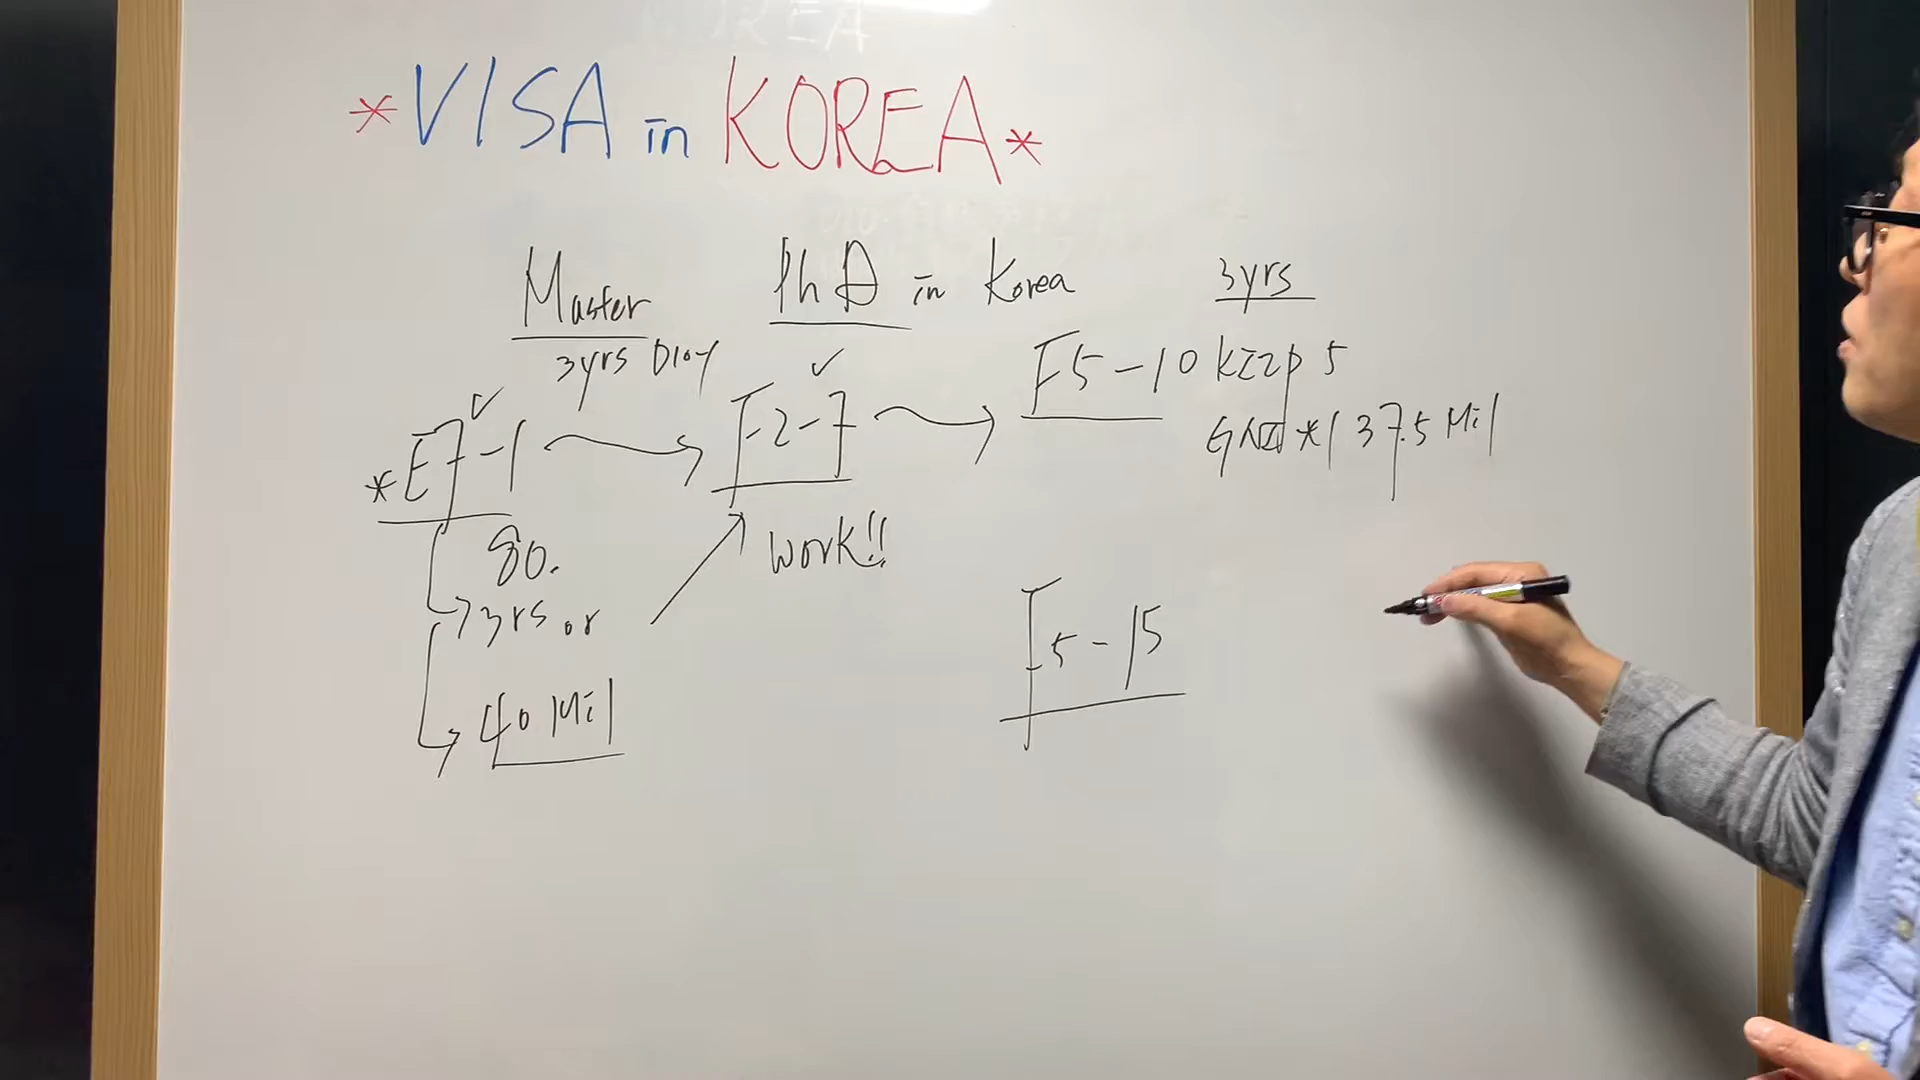 *VISA in KOREA*
Master PhD in Korea 3yrs
3yrs D10
F5-10 KIIP 5
*E7-1 F-2-7
GNI*1 37.5 Mil
80. work!!
3yrs or
F5-15
40 Mil